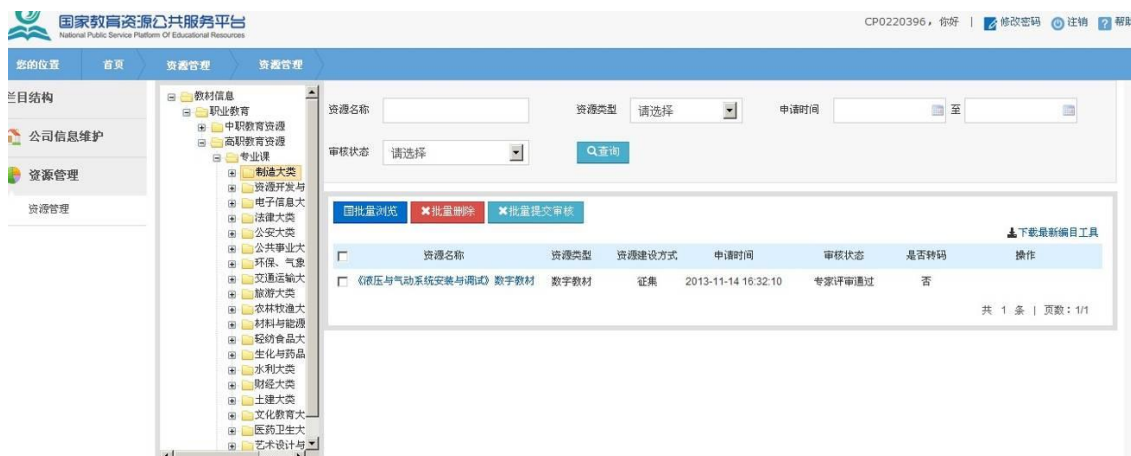 国家教育资源公共服务平台
National Public Service Platform Of Educational Resources
CP0220396，你好 | 修改密码 注销 帮助
您的位置 首页 资源管理 资源管理
栏目结构
公司信息维护
资源管理
资源管理
教材信息
职业教育
中职教育资源
高职教育资源
专业课
制造大类
资源开发与
电子信息大
法律大类
公安大类
公共事业大
环保、气象
交通运输大
旅游大类
农林牧渔大
材料与能源
轻纺食品大
生化与药品
水利大类
财经大类
土建大类
文化教育大
医药卫生大
艺术设计与
资源名称 资源类型 请选择 申请时间 至
审核状态 请选择 查询
批量浏览 批量删除 批量提交审核
下载最新编目工具
资源名称 资源类型 资源建设方式 申请时间 审核状态 是否转码 操作
《液压与气动系统安装与调试》数字教材 数字教材 征集 2013-11-14 16:32:10 专家评审通过 否
共 1 条 | 页数：1/1